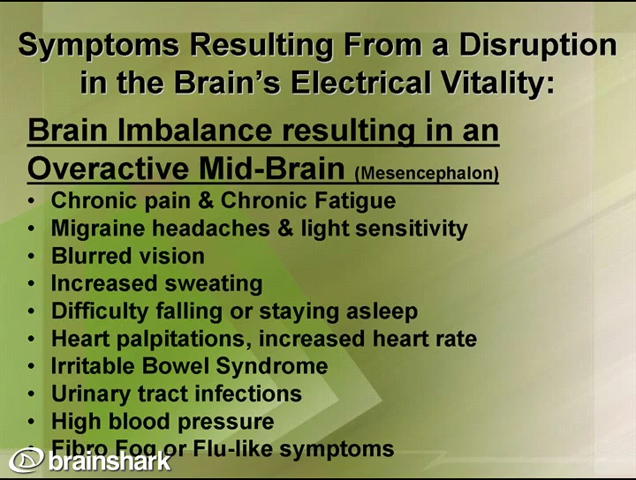 Symptoms Resulting From a Disruption
in the Brain's Electrical Vitality:
Brain Imbalance resulting in an
Overactive Mid-Brain (Mesencephalon)
• Chronic pain & Chronic Fatigue
• Migraine headaches & light sensitivity
• Blurred vision
• Increased sweating
• Difficulty falling or staying asleep
• Heart palpitations, increased heart rate
• Irritable Bowel Syndrome
• Urinary tract infections
• High blood pressure
• Fibro Fog or Flu-like symptoms
brainshark